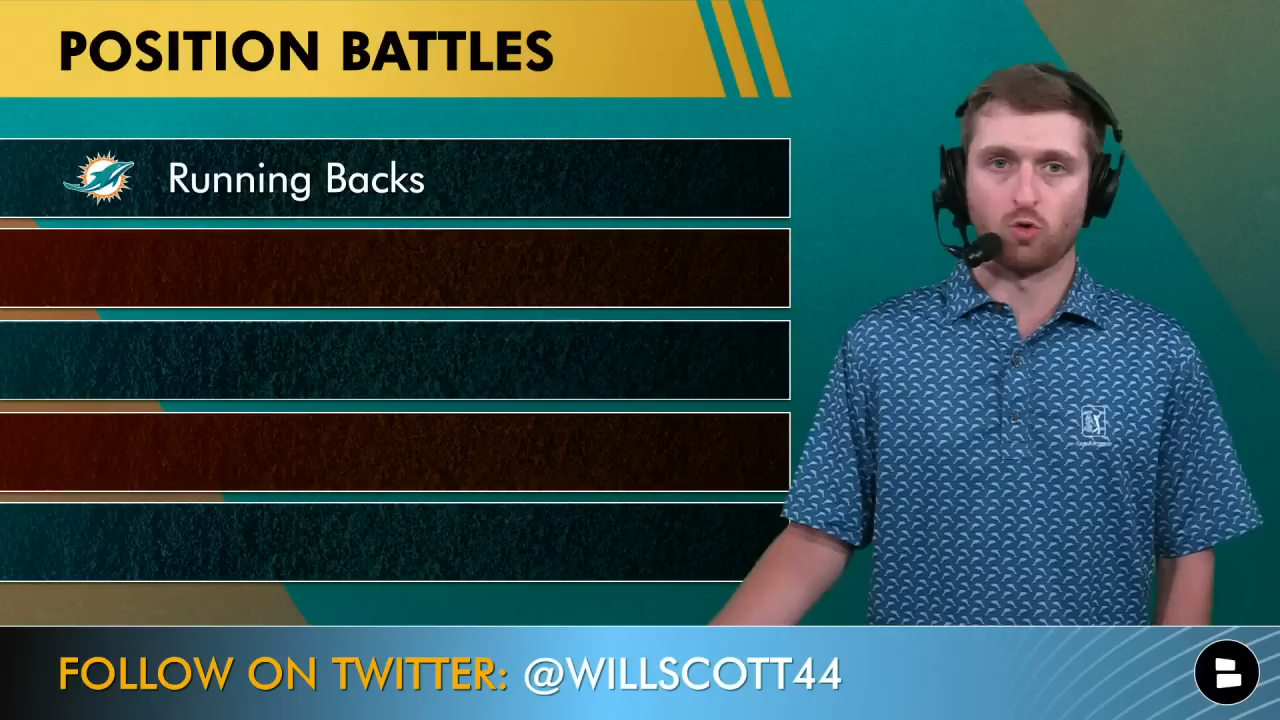 POSITION BATTLES
Running Backs
FOLLOW ON TWITTER: @WILLSCOTT44